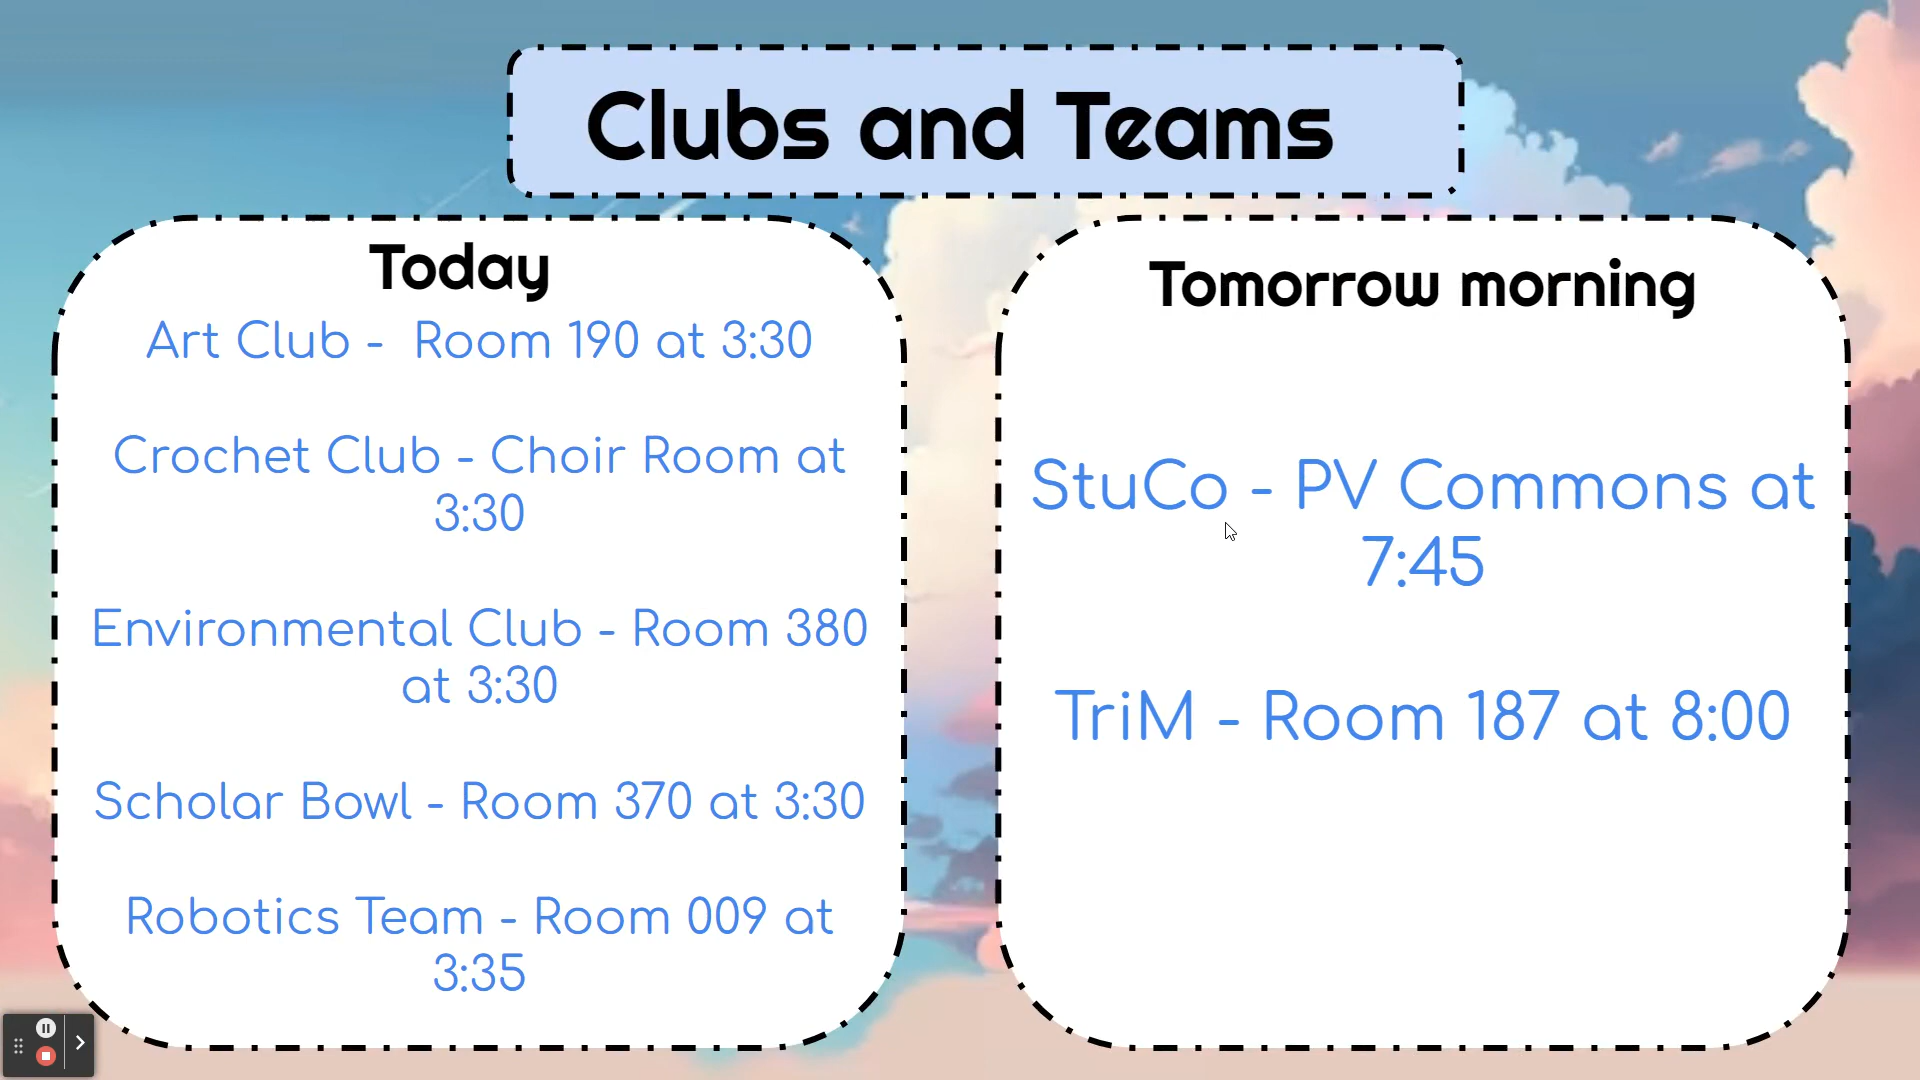 Clubs and Teams
Today
Art Club -  Room 190 at 3:30
Crochet Club - Choir Room at
3:30
Environmental Club - Room 380
at 3:30
Scholar Bowl - Room 370 at 3:30
Robotics Team - Room 009 at
3:35
Tomorrow morning
StuCo - PV Commons at
7:45
TriM - Room 187 at 8:00